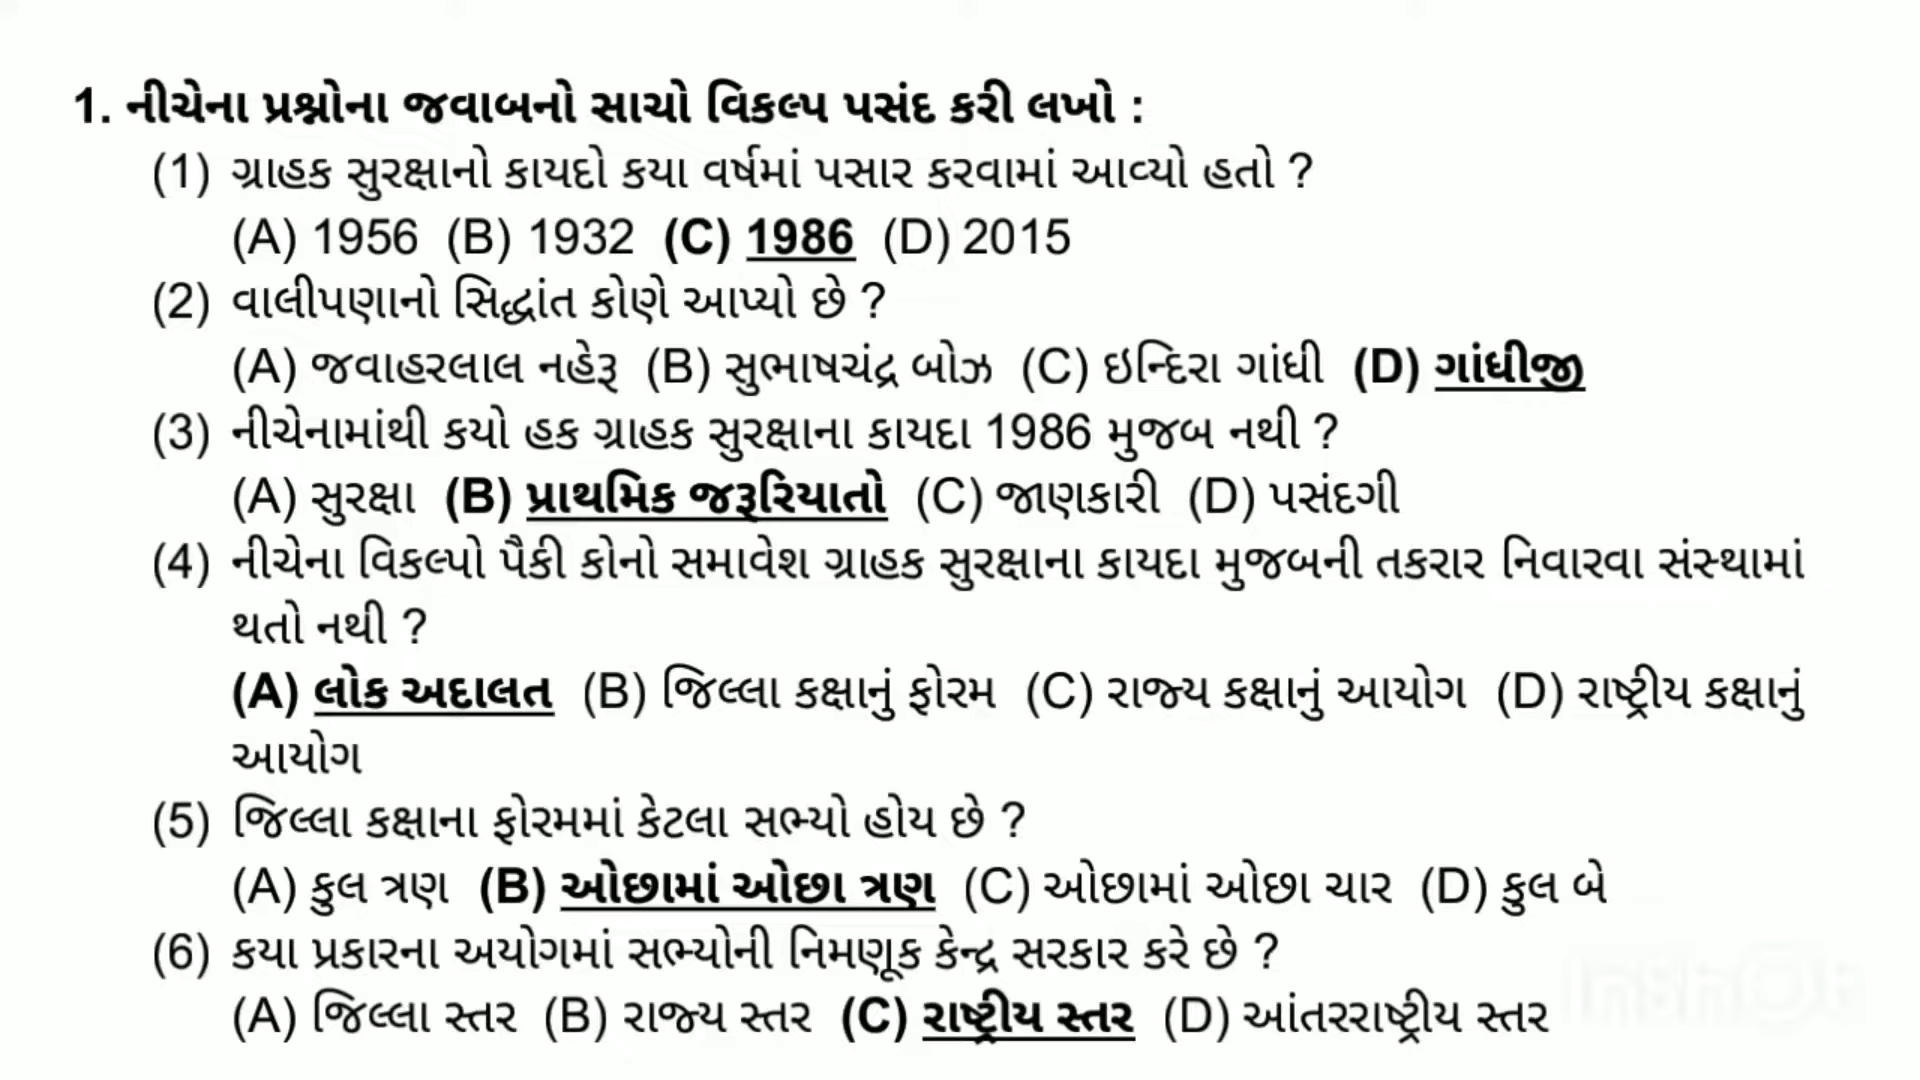 1. નીચેના પ્રશ્નોના જવાબનો સાચો વિકલ્પ પસંદ કરી લખો :
(1) ગ્રાહક સુરક્ષાનો કાયદો કયા વર્ષમાં પસાર કરવામાં આવ્યો હતો ?
(A) 1956 (B) 1932 (C) 1986 (D) 2015
(2) વાલીપણાનો સિદ્ધાંત કોણે આપ્યો છે ?
(A) જવાહરલાલ નહેરૂ (B) સુભાષચંદ્ર બોઝ (C) ઇન્દિરા ગાંધી (D) ગાંધીજી
(3) નીચેનામાંથી કયો હક ગ્રાહક સુરક્ષાના કાયદા 1986 મુજબ નથી ?
(A) સુરક્ષા (B) પ્રાથમિક જરૂરિયાતો (C) જાણકારી (D) પસંદગી
(4) નીચેના વિકલ્પો પૈકી કોનો સમાવેશ ગ્રાહક સુરક્ષાના કાયદા મુજબની તકરાર નિવારવા સંસ્થામાં
થતો નથી ?
(A) લોક અદાલત (B) જિલ્લા કક્ષાનું ફોરમ (C) રાજ્ય કક્ષાનું આયોગ (D) રાષ્ટ્રીય કક્ષાનું
આયોગ
(5) જિલ્લા કક્ષાના ફોરમમાં કેટલા સભ્યો હોય છે ?
(A) કુલ ત્રણ (B) ઓછામાં ઓછા ત્રણ (C) ઓછામાં ઓછા ચાર (D) કુલ બે
(6) કયા પ્રકારના અયોગમાં સભ્યોની નિમણૂક કેન્દ્ર સરકાર કરે છે ?
(A) જિલ્લા સ્તર (B) રાજ્ય સ્તર (C) રાષ્ટ્રીય સ્તર (D) આંતરરાષ્ટ્રીય સ્તર